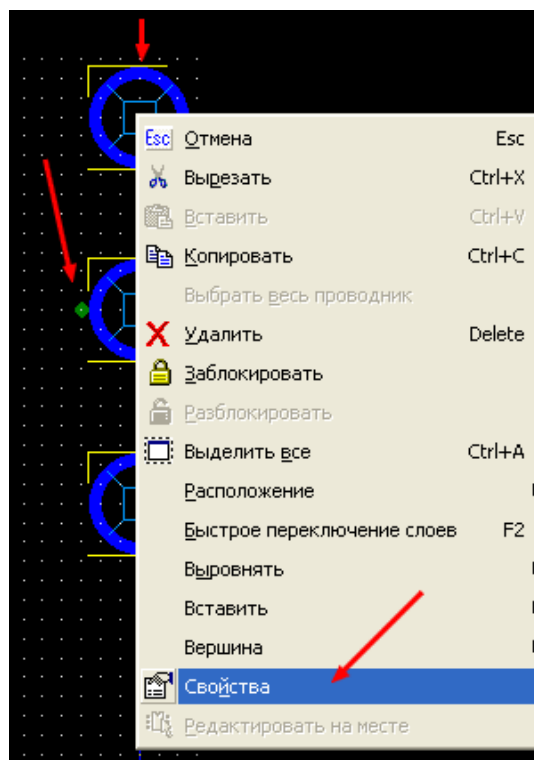 Esc Отмена Esc
Вырезать Ctrl+X
Вставить Ctrl+V
Копировать Ctrl+C
Выбрать весь проводник
Удалить Delete
Заблокировать
Разблокировать
Выделить все Ctrl+A
Расположение
Быстрое переключение слоев F2
Выровнять
Вставить
Вершина
Свойства
Редактировать на месте